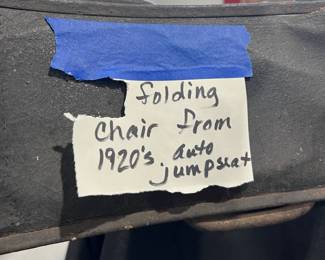 folding
chair from
1920's auto
jumpseat